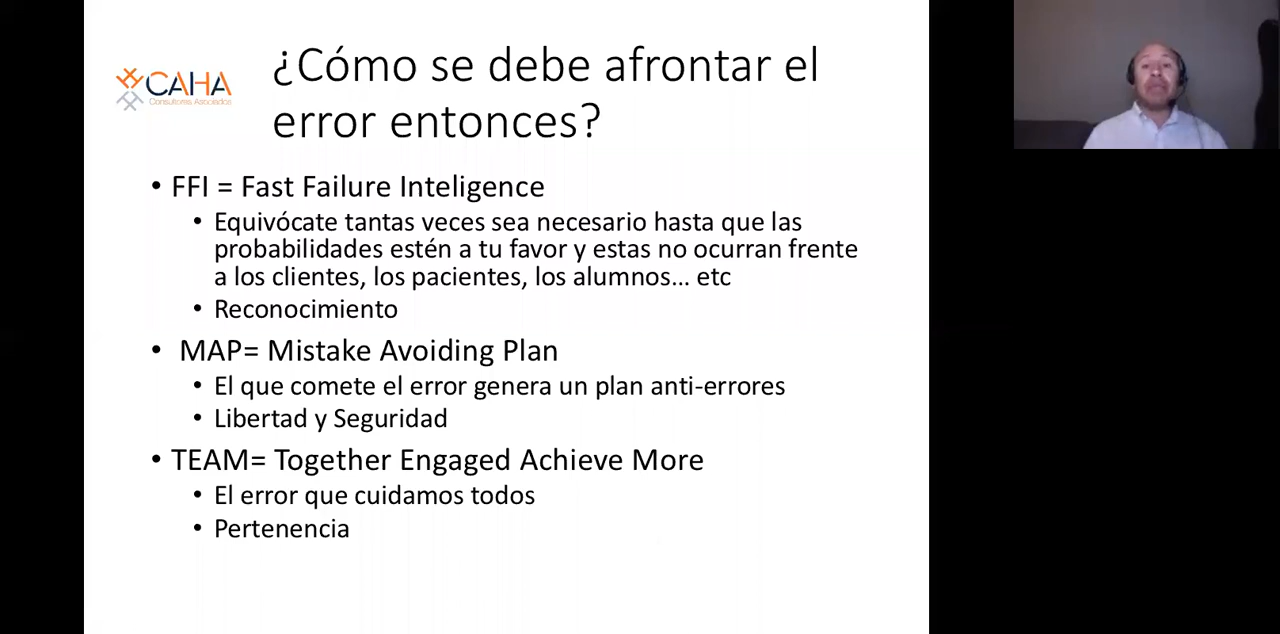 CAHA
Consultores Asociados
¿Cómo se debe afrontar el
error entonces?
• FFI = Fast Failure Inteligence
• Equivócate tantas veces sea necesario hasta que las
probabilidades estén a tu favor y estas no ocurran frente
a los clientes, los pacientes, los alumnos... etc
• Reconocimiento
• MAP= Mistake Avoiding Plan
• El que comete el error genera un plan anti-errores
• Libertad y Seguridad
• TEAM= Together Engaged Achieve More
• El error que cuidamos todos
• Pertenencia